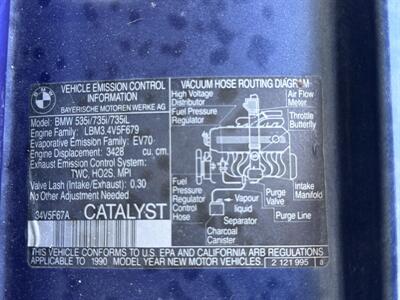 BMW
VEHICLE EMISSION CONTROL
INFORMATION
BAYERISCHE MOTOREN WERKE AG
Model: BMW 535i/735i/735iL
Engine Family: LBM3.4V5F679
Evaporative Emission Family: EV70
Engine Displacement: 3428 cu. cm.
Exhaust Emission Control System:
TWC, HO2S, MPI
Valve Lash (Intake/Exhaust): 0,30
No Other Adjustment Needed
34V5F67A CATALYST
VACUUM HOSE ROUTING DIAGRAM
High Voltage
Distributor
Air Flow
Meter
Fuel Pressure
Regulator
Throttle
Butterfly
Fuel
Pressure
Regulator
Intake
Manifold
Purge
Valve
Vapour
liquid
Separator
Purge Line
Charcoal
Canister
THIS VEHICLE CONFORMS TO U.S. EPA AND CALIFORNIA ARB REGULATIONS
APPLICABLE TO 1990 MODEL YEAR NEW MOTOR VEHICLES. 2 121 995 8